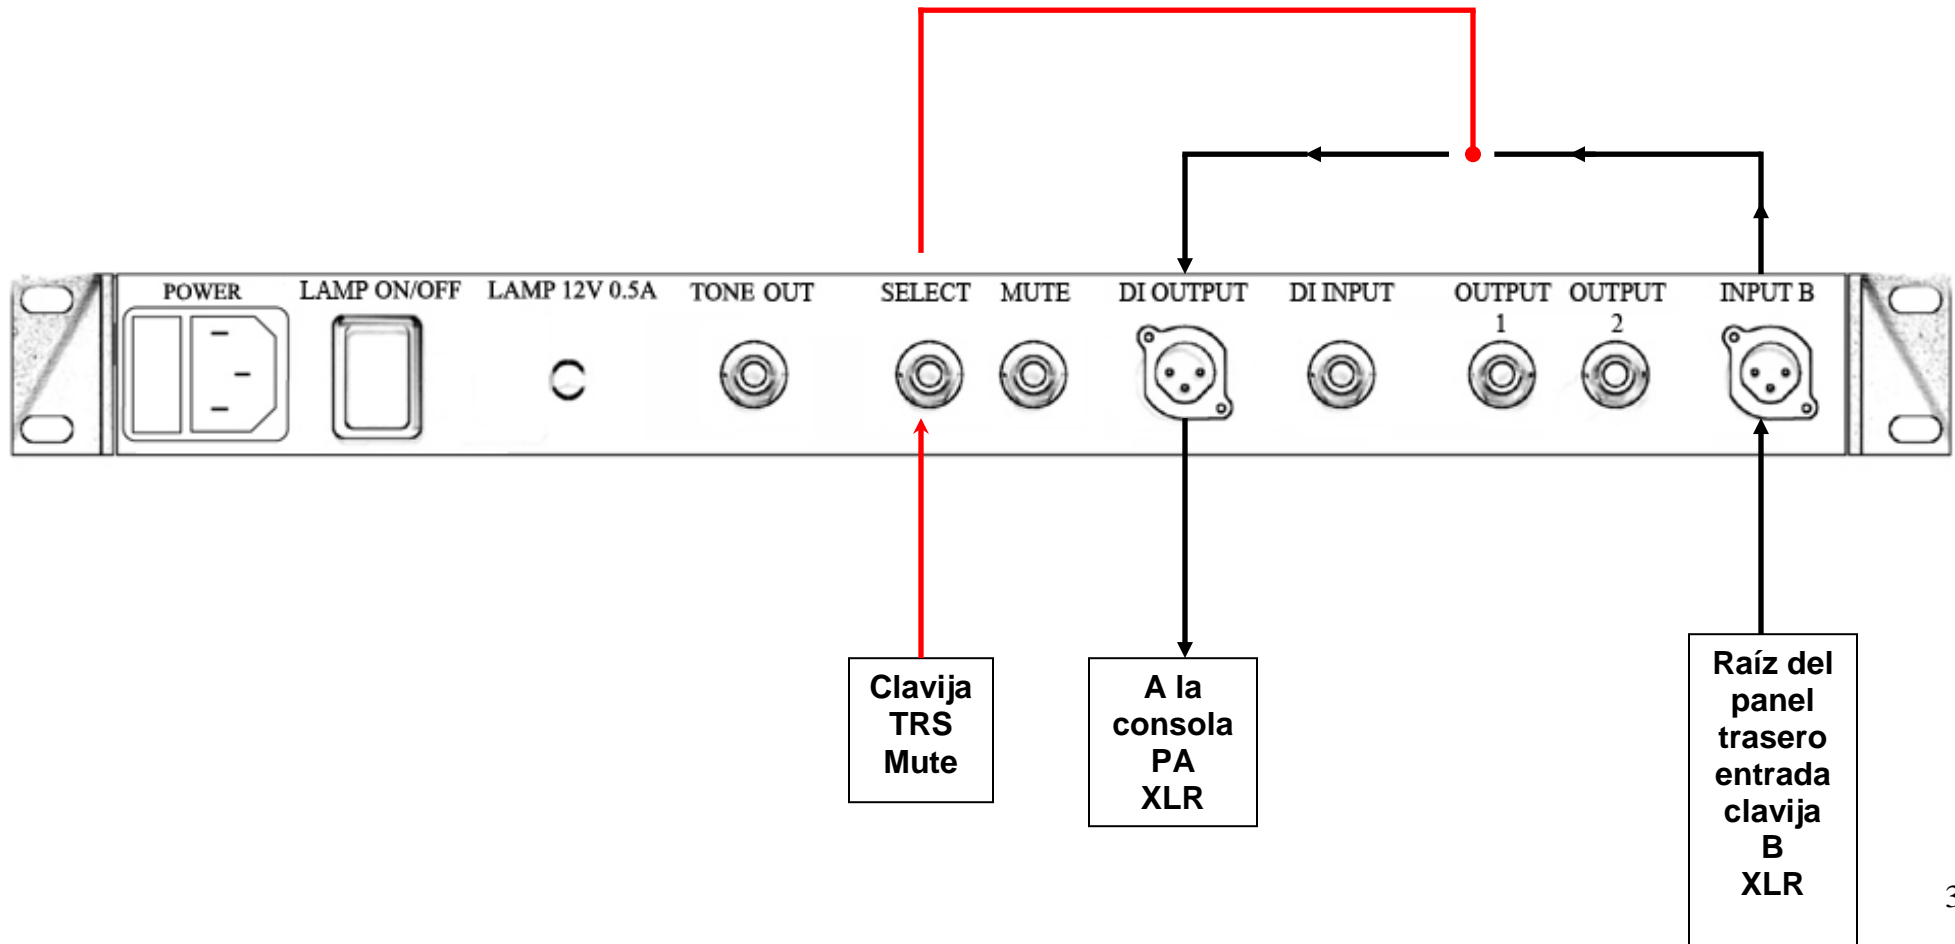 POWER
LAMP ON/OFF
LAMP 12V 0.5A
TONE OUT
SELECT
MUTE
DI OUTPUT
DI INPUT
OUTPUT
1
OUTPUT
2
INPUT B
Clavija
TRS
Mute
A la
consola
PA
XLR
Raíz del
panel
trasero
entrada
clavija
B
XLR
3